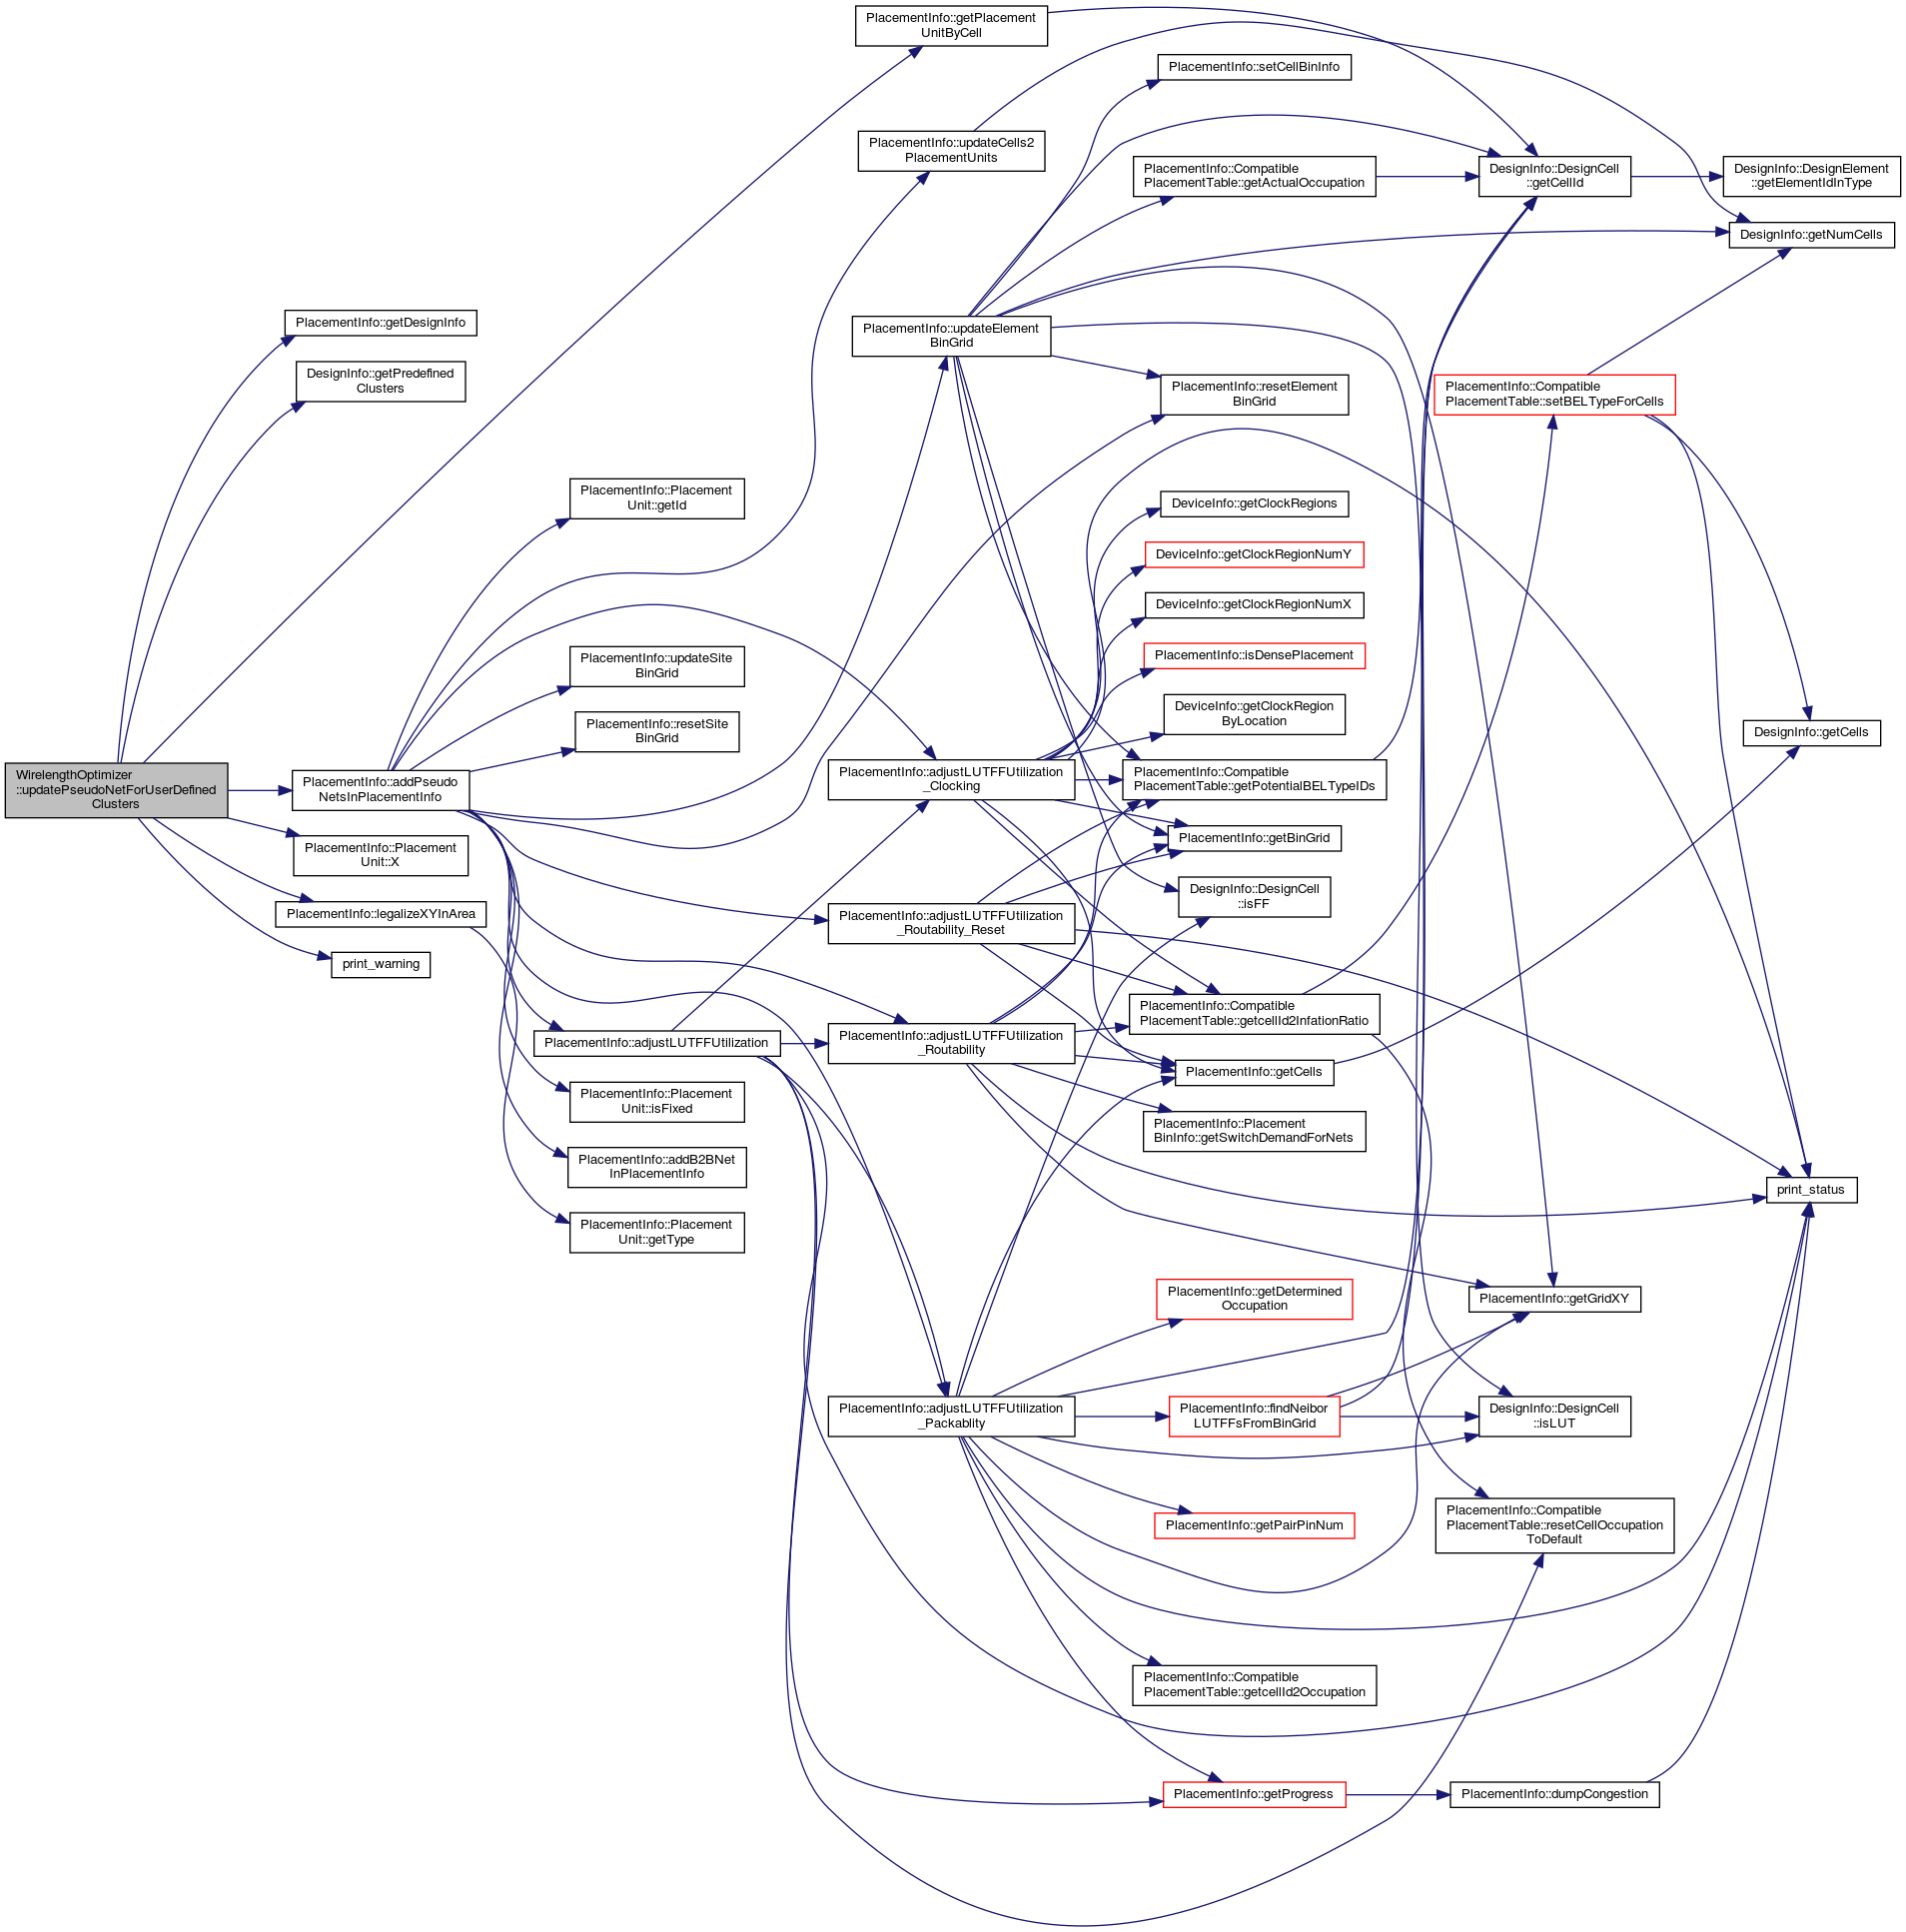 WirelengthOptimizer
::updatePseudoNetForUserDefined
Clusters
PlacementInfo::getDesignInfo
DesignInfo::getPredefined
Clusters
PlacementInfo::addPseudo
NetsInPlacementInfo
PlacementInfo::Placement
Unit::X
PlacementInfo::legalizeXYInArea
print_warning
PlacementInfo::Placement
Unit::getId
PlacementInfo::updateSite
BinGrid
PlacementInfo::resetSite
BinGrid
PlacementInfo::adjustLUTFFUtilization
PlacementInfo::Placement
Unit::isFixed
PlacementInfo::addB2BNet
InPlacementInfo
PlacementInfo::Placement
Unit::getType
PlacementInfo::getPlacement
UnitByCell
PlacementInfo::updateCells2
PlacementUnits
PlacementInfo::updateElement
BinGrid
PlacementInfo::adjustLUTFFUtilization
_Clocking
PlacementInfo::adjustLUTFFUtilization
_Routability_Reset
PlacementInfo::adjustLUTFFUtilization
_Routability
PlacementInfo::adjustLUTFFUtilization
_Packablity
PlacementInfo::setCellBinInfo
PlacementInfo::Compatible
PlacementTable::getActualOccupation
PlacementInfo::resetElement
BinGrid
DeviceInfo::getClockRegions
DeviceInfo::getClockRegionNumY
DeviceInfo::getClockRegionNumX
PlacementInfo::isDensePlacement
DeviceInfo::getClockRegion
ByLocation
PlacementInfo::Compatible
PlacementTable::getPotentialBELTypeIDs
PlacementInfo::getBinGrid
DesignInfo::DesignCell
::isFF
PlacementInfo::Compatible
PlacementTable::getcellId2InfationRatio
PlacementInfo::getCells
PlacementInfo::Placement
BinInfo::getSwitchDemandForNets
PlacementInfo::getDetermined
Occupation
PlacementInfo::findNeibor
LUTFFsFromBinGrid
PlacementInfo::getPairPinNum
PlacementInfo::Compatible
PlacementTable::getcellId2Occupation
PlacementInfo::getProgress
DesignInfo::DesignCell
::getCellId
PlacementInfo::Compatible
PlacementTable::setBELTypeForCells
PlacementInfo::getGridXY
DesignInfo::DesignCell
::isLUT
PlacementInfo::Compatible
PlacementTable::resetCellOccupation
ToDefault
PlacementInfo::dumpCongestion
DesignInfo::DesignElement
::getElementIdInType
DesignInfo::getNumCells
DesignInfo::getCells
print_status